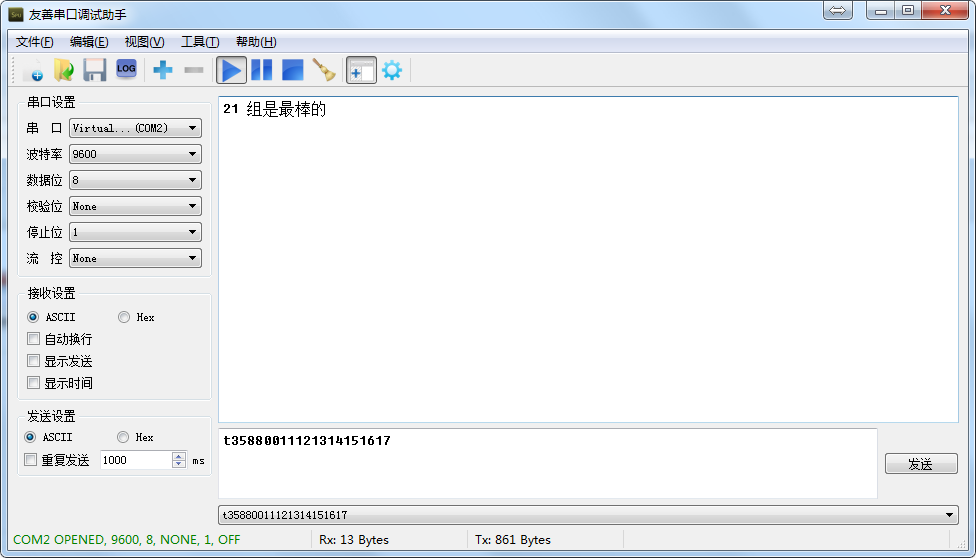 友善串口调试助手
文件(F) 编辑(E) 视图(V) 工具(T) 帮助(H)
LOG
串口设置
串 口 Virtual...(COM2)
波特率 9600
数据位 8
校验位 None
停止位 1
流 控 None
接收设置
ASCII Hex
自动换行
显示发送
显示时间
发送设置
ASCII Hex
重复发送 1000 ms
21 组是最棒的
t35880011121314151617
发送
t35880011121314151617
COM2 OPENED, 9600, 8, NONE, 1, OFF Rx: 13 Bytes Tx: 861 Bytes